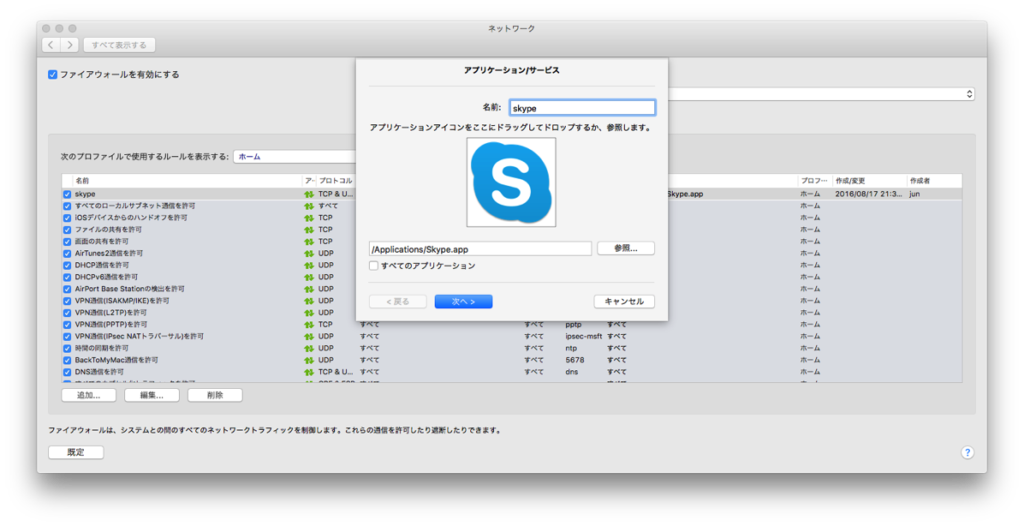 ネットワーク
すべて表示する
ファイアウォールを有効にする
アプリケーション/サービス
名前: skype
アプリケーションアイコンをここにドラッグしてドロップするか、参照します。
S
/Applications/Skype.app 参照...
すべてのアプリケーション
< 戻る 次へ > キャンセル
次のプロファイルで使用するルールを表示する: ホーム
名前 ア… プロトコル プロフ… 作成/変更 作成者
skype TCP & U... Skype.app ホーム 2016/08/17 21:3... jun
すべてのローカルサブネット通信を許可 すべて ホーム
iOSデバイスからのハンドオフを許可 TCP ホーム
ファイルの共有を許可 TCP ホーム
画面の共有を許可 TCP ホーム
AirTunes2通信を許可 UDP ホーム
DHCP通信を許可 UDP ホーム
DHCPv6通信を許可 UDP ホーム
AirPort Base Stationの検出を許可 UDP ホーム
VPN通信(ISAKMP/IKE)を許可 UDP ホーム
VPN通信(L2TP)を許可 UDP ホーム
VPN通信(PPTP)を許可 TCP すべて すべて pptp すべて ホーム
VPN通信(IPsec NATトラバーサル)を許可 UDP すべて すべて ipsec-msft すべて ホーム
時間の同期を許可 UDP すべて すべて ntp すべて ホーム
BackToMyMac通信を許可 UDP すべて すべて 5678 すべて ホーム
DNS通信を許可 TCP & U... すべて すべて dns すべて ホーム
追加... 編集... 削除
ファイアウォールは、システムとの間のすべてのネットワークトラフィックを制御します。これらの通信を許可したり遮断したりできます。
既定 ?